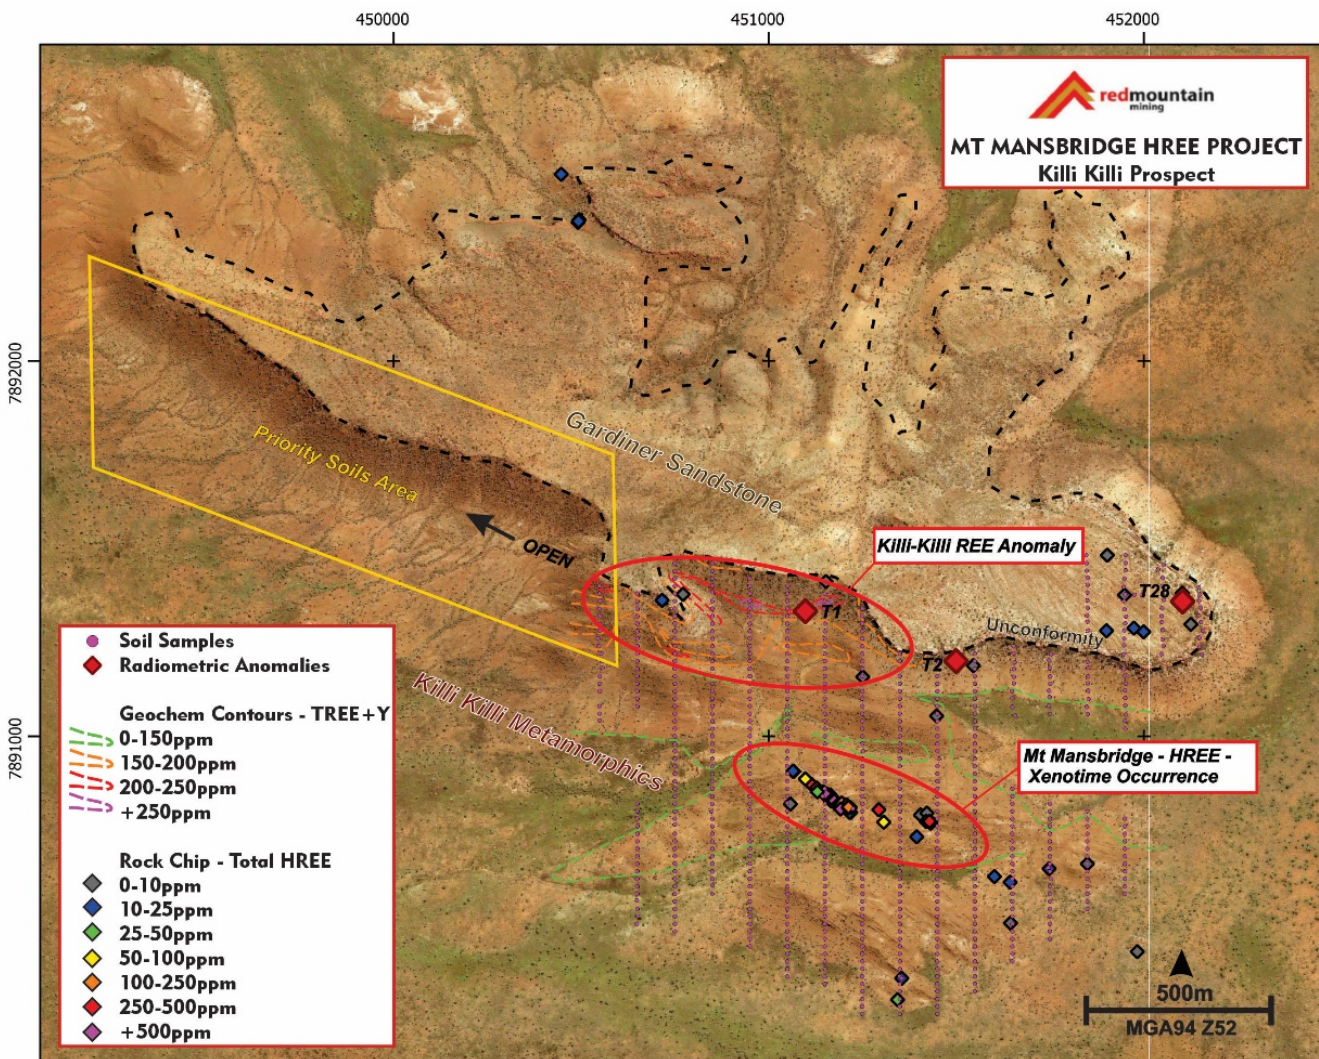 450000
451000
452000
redmountain
mining
MT MANSBRIDGE HREE PROJECT
Killi Killi Prospect
7892000
7891000
Gardiner Sandstone
Priority Soils Area
OPEN
Killi-Killi REE Anomaly
T1
T28
T2
Unconformity
Killi Killi Metamorphics
Mt Mansbridge - HREE -
Xenotime Occurrence
Soil Samples
Radiometric Anomalies
Geochem Contours - TREE+Y
0-150ppm
150-200ppm
200-250ppm
+250ppm
Rock Chip - Total HREE
0-10ppm
10-25ppm
25-50ppm
50-100ppm
100-250ppm
250-500ppm
+500ppm
500m
MGA94 Z52